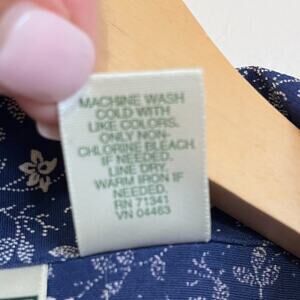 MACHINE WASH
COLD WITH
LIKE COLORS.
ONLY NON-
CHLORINE BLEACH
IF NEEDED.
LINE DRY.
WARM IRON IF
NEEDED.
RN 71341
VN 04463